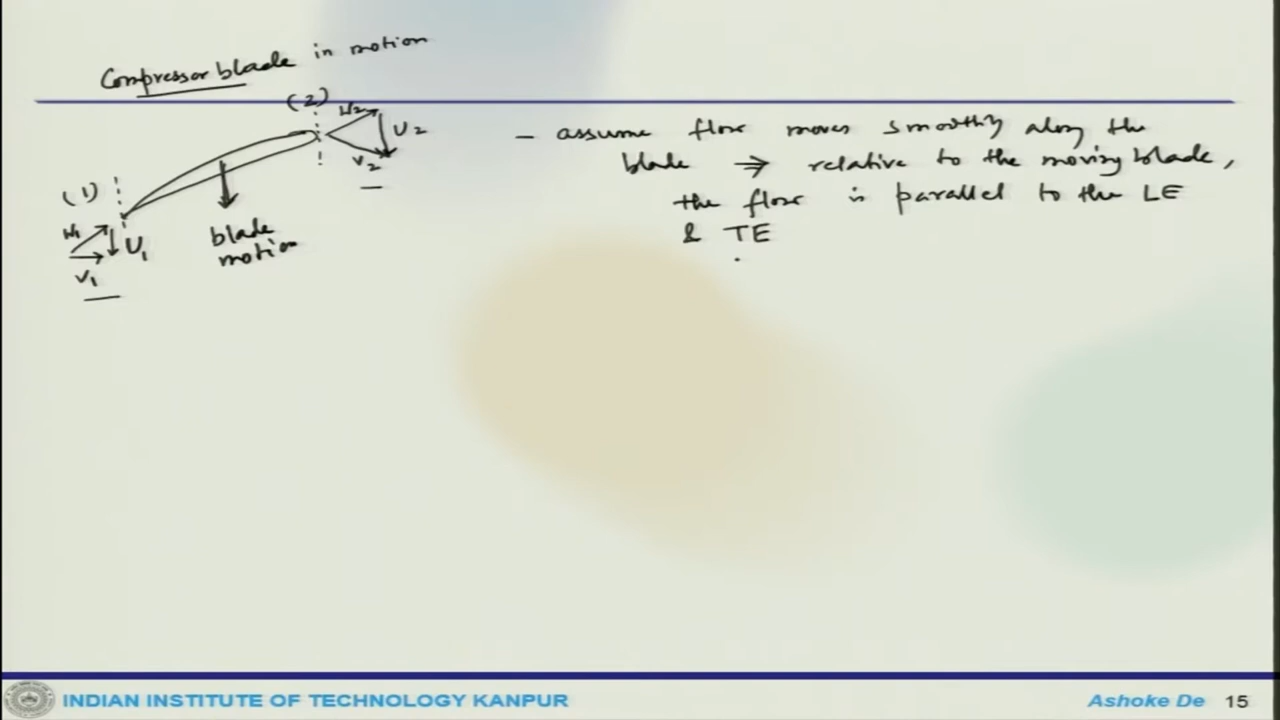 Compressor blade in motion
(2)
W2
U2
V2
(1)
W1
U1
V1
blade
motion
- assume flow moves smoothly along the
blade ⇒ relative to the moving blade,
the flow is parallel to the LE
& TE
INDIAN INSTITUTE OF TECHNOLOGY KANPUR
Ashoke De 15